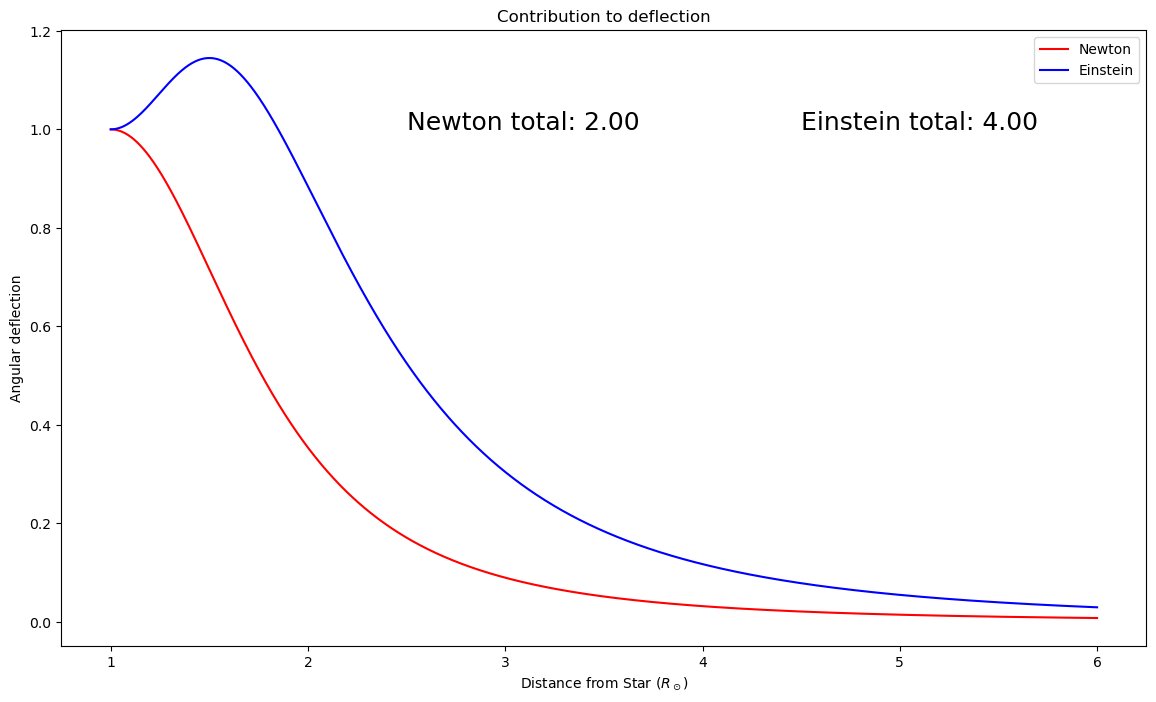 Contribution to deflection
1.2
Newton
Einstein
Newton total: 2.00
Einstein total: 4.00
1.0
0.8
0.6
0.4
0.2
0.0
Angular deflection
1 2 3 4 5 6
Distance from Star (R⊙)